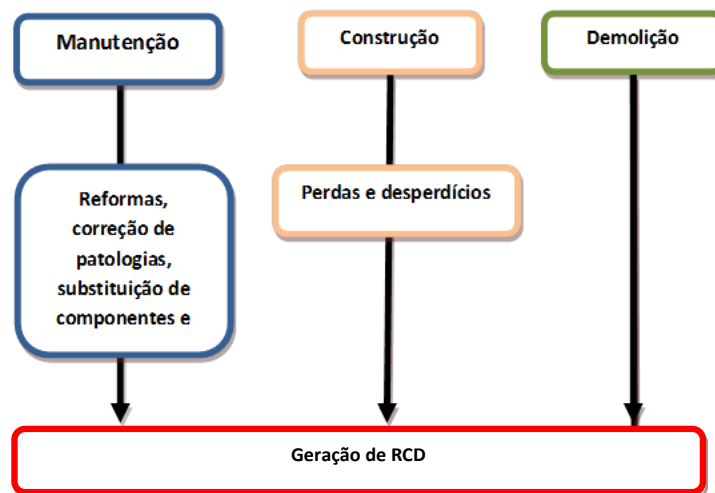 Manutenção
Construção
Demolição
Reformas,
correção de
patologias,
substituição de
componentes e
Perdas e desperdícios
Geração de RCD